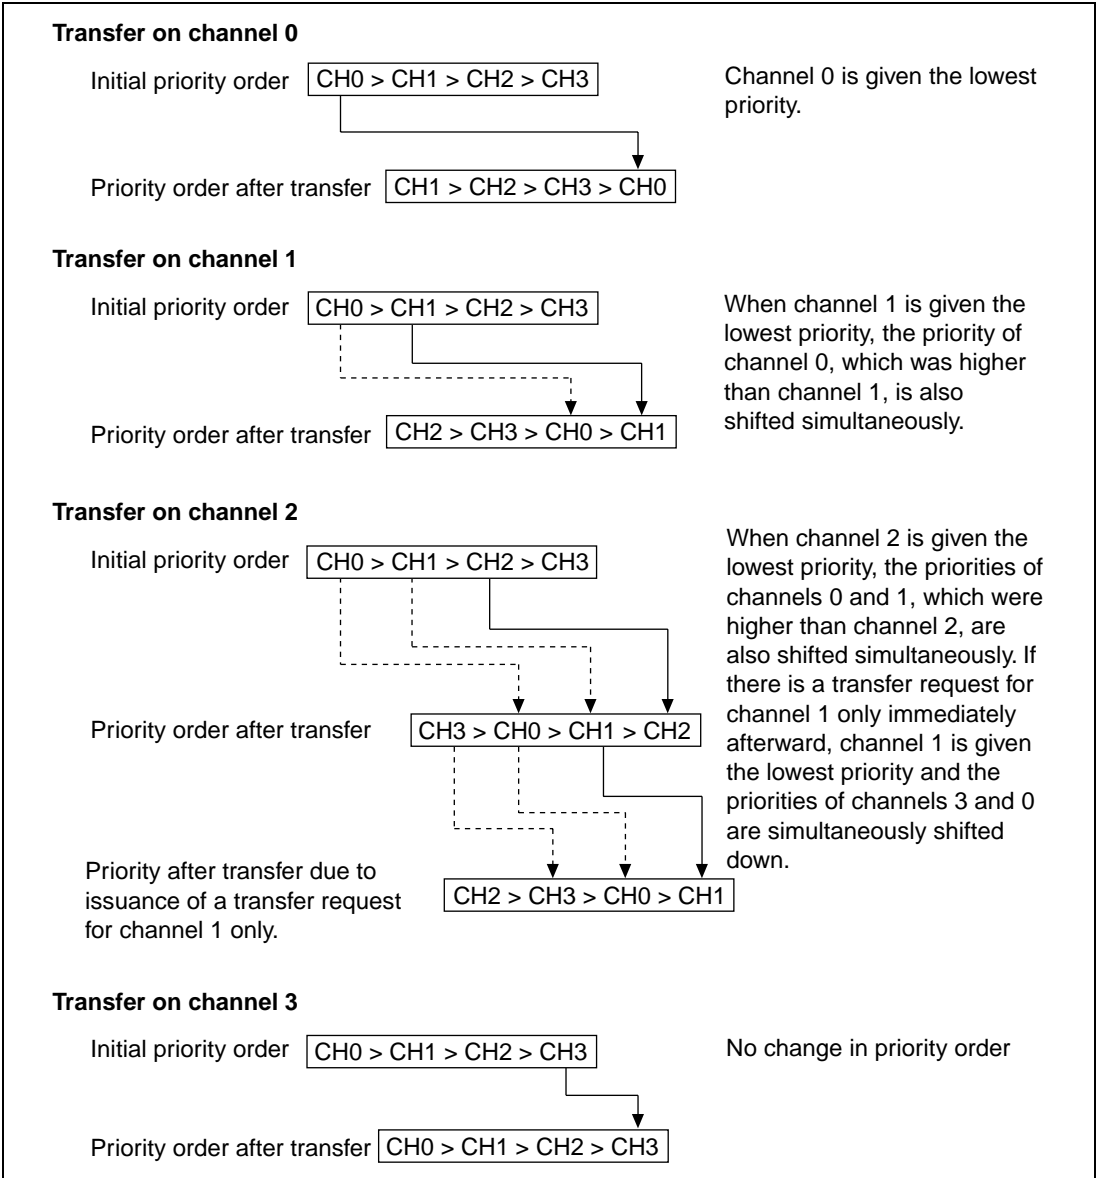 Transfer on channel 0
Initial priority order CH0 > CH1 > CH2 > CH3
Channel 0 is given the lowest
priority.
Priority order after transfer CH1 > CH2 > CH3 > CH0
Transfer on channel 1
Initial priority order CH0 > CH1 > CH2 > CH3
When channel 1 is given the
lowest priority, the priority of
channel 0, which was higher
than channel 1, is also
shifted simultaneously.
Priority order after transfer CH2 > CH3 > CH0 > CH1
Transfer on channel 2
Initial priority order CH0 > CH1 > CH2 > CH3
When channel 2 is given the
lowest priority, the priorities of
channels 0 and 1, which were
higher than channel 2, are
also shifted simultaneously. If
there is a transfer request for
channel 1 only immediately
afterward, channel 1 is given
the lowest priority and the
priorities of channels 3 and 0
are simultaneously shifted
down.
Priority order after transfer CH3 > CH0 > CH1 > CH2
Priority after transfer due to
issuance of a transfer request
for channel 1 only.
CH2 > CH3 > CH0 > CH1
Transfer on channel 3
Initial priority order CH0 > CH1 > CH2 > CH3
No change in priority order
Priority order after transfer CH0 > CH1 > CH2 > CH3